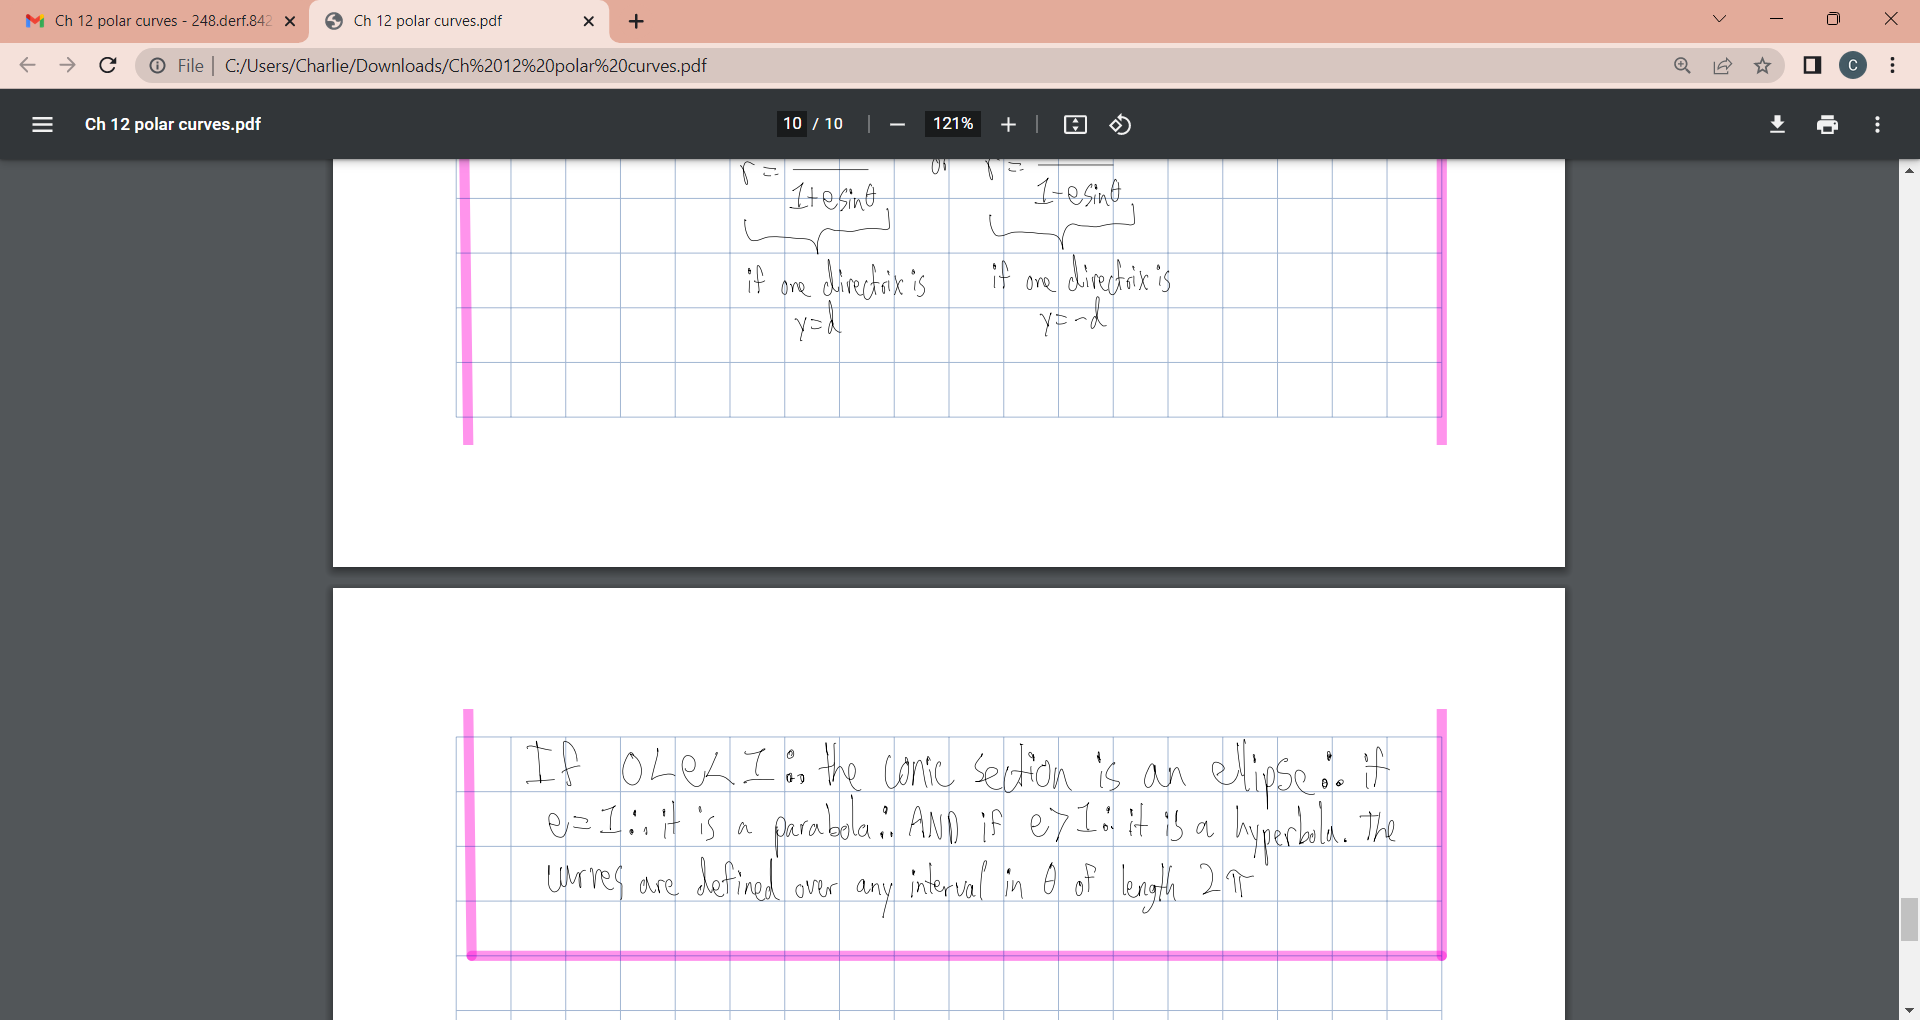 Ch 12 polar curves - 248.derf.842
Ch 12 polar curves.pdf
File | C:/Users/Charlie/Downloads/Ch%2012%20polar%20curves.pdf
C
Ch 12 polar curves.pdf
10 / 10
121%
r = 1+esinθ or r = 1-esinθ
if one directrix is if one directrix is
y=d y=-d
If 0<e<1 ∴ the conic section is an ellipse ∴ if
e=1 ∴ it is a parabola ∴ AND if e>1 ∴ it is a hyperbola. The
curves are defined over any interval in θ of length 2π